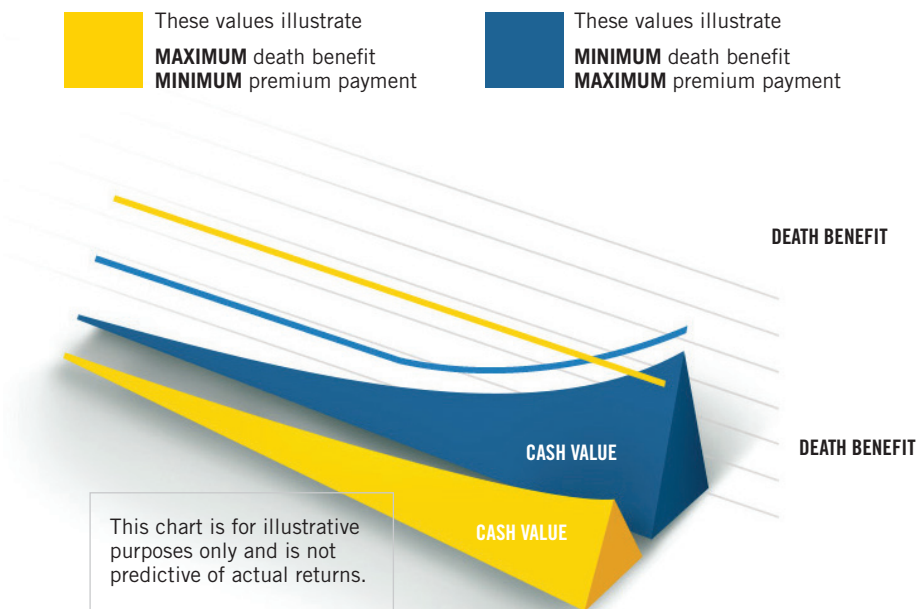 These values illustrate
MAXIMUM death benefit
MINIMUM premium payment
These values illustrate
MINIMUM death benefit
MAXIMUM premium payment
DEATH BENEFIT
DEATH BENEFIT
CASH VALUE
CASH VALUE
This chart is for illustrative
purposes only and is not
predictive of actual returns.